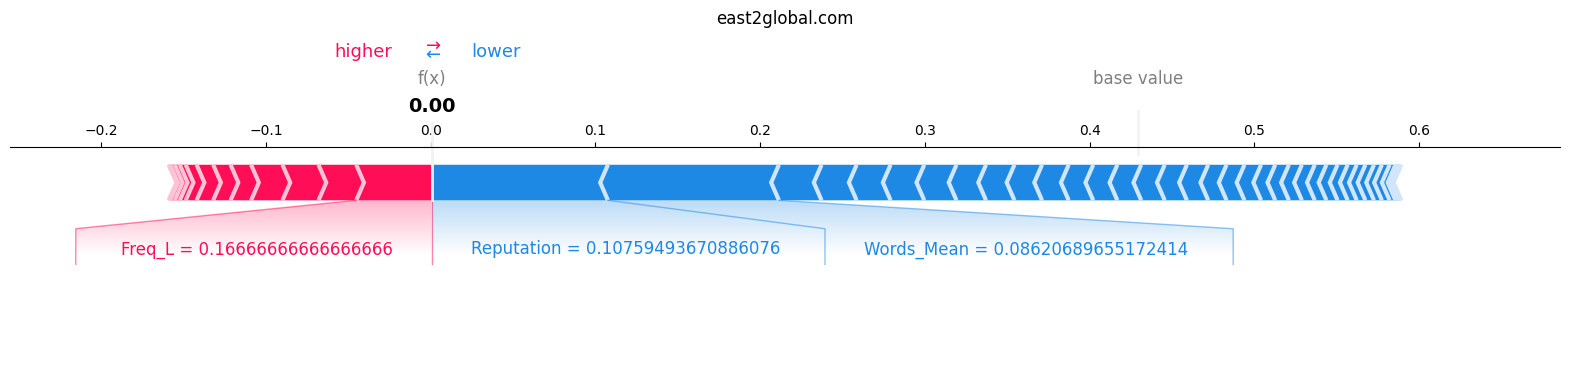 east2global.com
higher → ← lower
f(x) base value
0.00
−0.2 −0.1 0.0 0.1 0.2 0.3 0.4 0.5 0.6
Freq_L = 0.16666666666666666 Reputation = 0.10759493670886076 Words_Mean = 0.08620689655172414